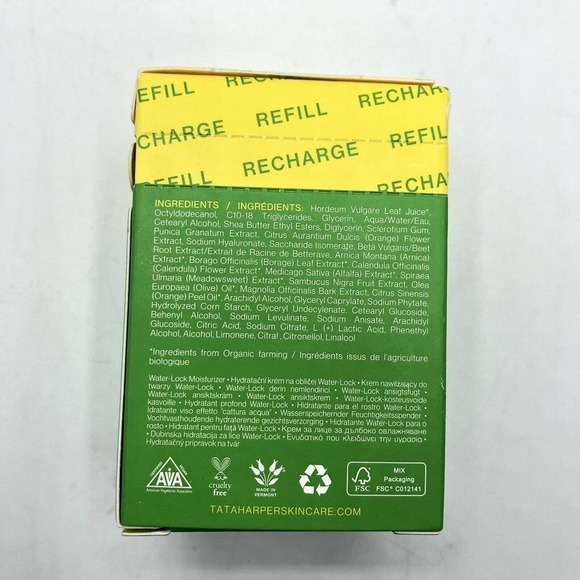 EFILL REFILL RECHAR
RECHARGE REFILL REFIL
RECHARGE
REFILL
INGREDIENTS / INGRÉDIENTS: Hordeum Vulgare Leaf Juice*,
Octyldodecanol, C10-18 Triglycerides, Glycerin, Aqua/Water/Eau,
Cetearyl Alcohol, Shea Butter Ethyl Esters, Diglycerin, Sclerotium Gum,
Punica Granatum Extract, Citrus Aurantium Dulcis (Orange) Flower
Extract, Sodium Hyaluronate, Saccharide Isomerate, Beta Vulgaris/Beet
Root Extract/Extrait de Racine de Betterave, Arnica Montana (Arnica)
Extract*, Borago Officinalis (Borage) Leaf Extract*, Calendula Officinalis
(Calendula) Flower Extract*, Medicago Sativa (Alfalfa) Extract*, Spiraea
Ulmaria (Meadowsweet) Extract*, Sambucus Nigra Fruit Extract, Olea
Europaea (Olive) Oil*, Magnolia Officinalis Bark Extract, Citrus Sinensis
(Orange) Peel Oil*, Arachidyl Alcohol, Glyceryl Caprylate, Sodium Phytate,
Hydrolyzed Corn Starch, Glyceryl Undecylenate, Cetearyl Glucoside,
Behenyl Alcohol, Sodium Levulinate, Sodium Anisate, Arachidyl
Glucoside, Citric Acid, Sodium Citrate, L (+) Lactic Acid, Phenethyl
Alcohol, Alcohol, Limonene, Citral, Citronellol, Linalool
*Ingredients from Organic farming / Ingrédients issus de l'agriculture
biologique
Water-Lock Moisturizer • Hydratační krém na obličej Water-Lock • Krem nawilżający do
twarzy Water-Lock • Water-Lock derin nemlendirici • Water-Lock ansigtsfugt •
Water-Lock ansiktskräm • Water-Lock ansiktskrem • Water-Lock-kosteusvoide
kasvoille • Hydratant profond Water-Lock • Hidratante para el rostro Water-Lock •
Idratante viso effetto "cattura acqua" • Wasserspeichernder Feuchtigkeitsspender •
Vochtvasthoudende hydraterende gezichtsverzorging • Hidratante Water-Lock para o
rosto • Hidratant pentru față Water-Lock • Крем за лице за дълбоко овлажняване
• Dubinska hidratacija za lice Water-Lock • Ενυδατικό που κλειδώνει την υγρασία •
Hydratačný prípravok na tvár
AVA
American Vegetarian Association
cruelty
free
MADE IN
VERMONT
FSC
MIX
Packaging
FSC® C012141
TATAHARPERSKINCARE.COM